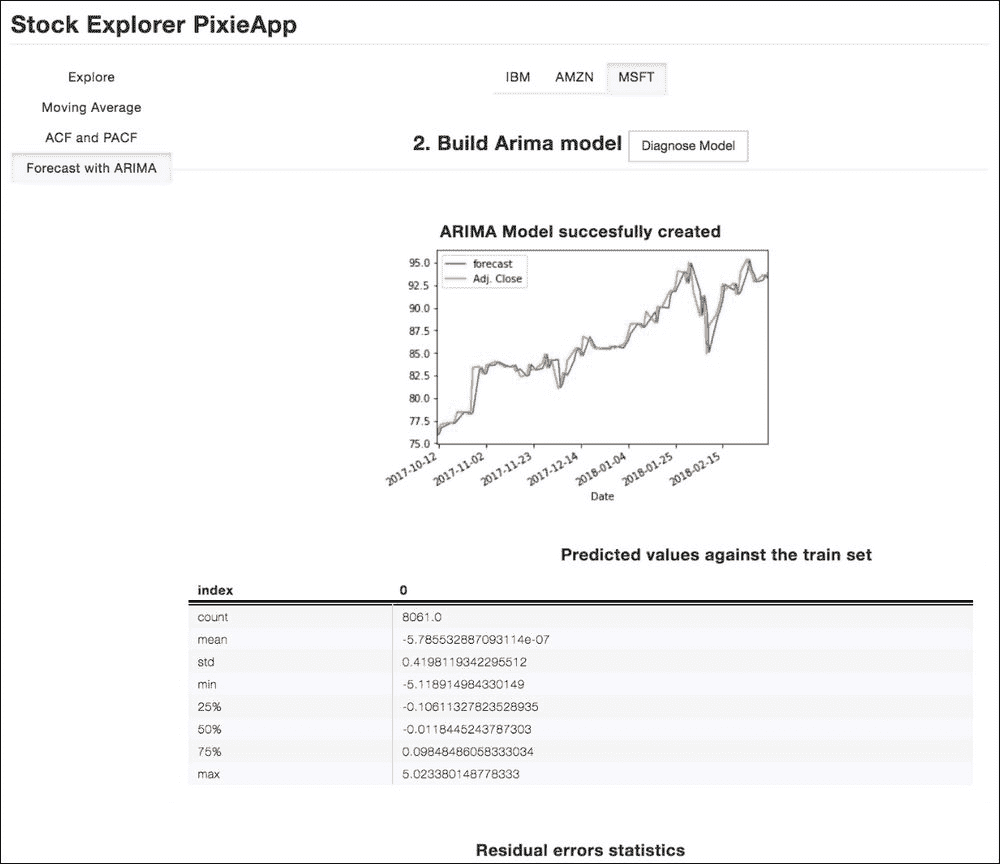 Stock Explorer PixieApp
Explore
Moving Average
ACF and PACF
Forecast with ARIMA
IBM AMZN MSFT
2. Build Arima model Diagnose Model
ARIMA Model succesfully created
forecast
Adj. Close
95.0
92.5
90.0
87.5
85.0
82.5
80.0
77.5
75.0
2017-10-12 2017-11-02 2017-11-23 2017-12-14 2018-01-04 2018-01-25 2018-02-15
Date
Predicted values against the train set
index 0
count 8061.0
mean -5.785532887093114e-07
std 0.4198119342295512
min -5.118914984330149
25% -0.10611327823528935
50% -0.0118445243787303
75% 0.09848486058333034
max 5.023380148778333
Residual errors statistics